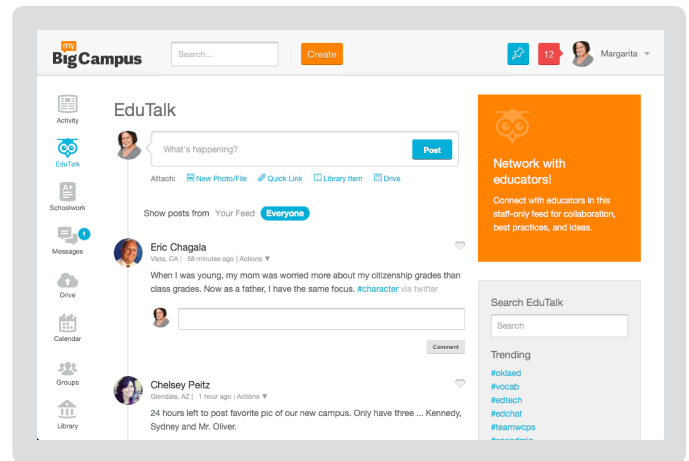 my
BigCampus
Search...
Create
12
Margarita
Activity
EduTalk
A+
Schoolwork
1
Messages
Drive
Calendar
Groups
Library
EduTalk
What's happening?
Post
Attach: New Photo/File Quick Link Library Item Drive
Show posts from Your Feed Everyone
Eric Chagala
Vista, CA | 58 minutes ago | Actions ▼
When I was young, my mom was worried more about my citizenship grades than
class grades. Now as a father, I have the same focus. #character via twitter
Comment
Chelsey Peitz
Glendale, AZ | 1 hour ago | Actions ▼
24 hours left to post favorite pic of our new campus. Only have three ... Kennedy,
Sydney and Mr. Oliver.
Network with
educators!
Connect with educators in this
staff-only feed for collaboration,
best practices, and ideas.
Search EduTalk
Search
Trending
#oklaed
#vocab
#edtech
#edchat
#teamwcps